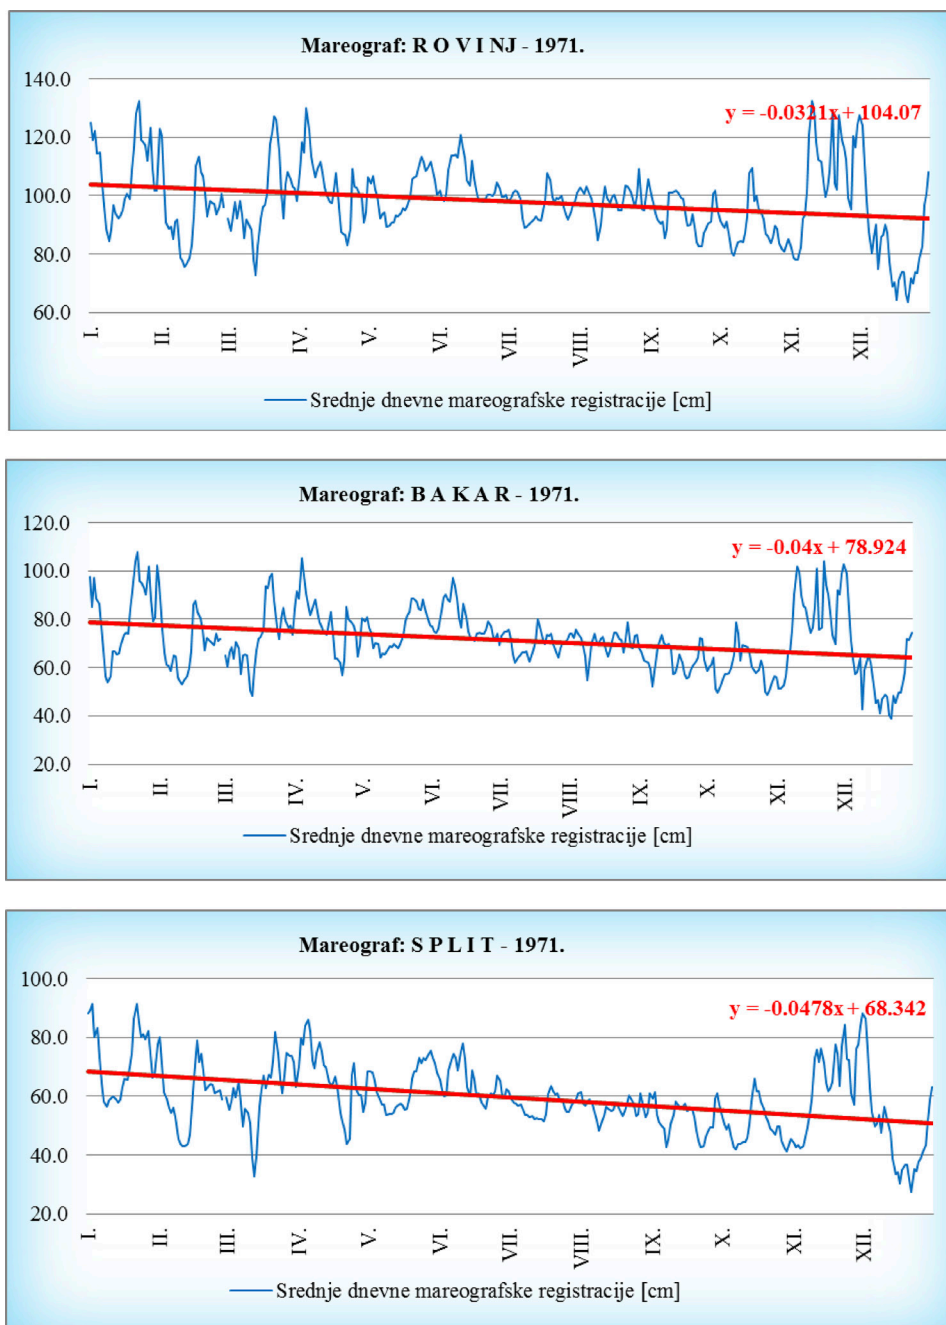 Mareograf: R O V I NJ - 1971.
140.0
y = -0.0321x + 104.07
120.0
100.0
80.0
60.0
I. II. III. IV. V. VI. VII. VIII. IX. X. XI. XII.
Srednje dnevne mareografske registracije [cm]
Mareograf: B A K A R - 1971.
120.0
y = -0.04x + 78.924
100.0
80.0
60.0
40.0
20.0
I. II. III. IV. V. VI. VII. VIII. IX. X. XI. XII.
Srednje dnevne mareografske registracije [cm]
Mareograf: S P L I T - 1971.
100.0
y = -0.0478x + 68.342
80.0
60.0
40.0
20.0
I. II. III. IV. V. VI. VII. VIII. IX. X. XI. XII.
Srednje dnevne mareografske registracije [cm]